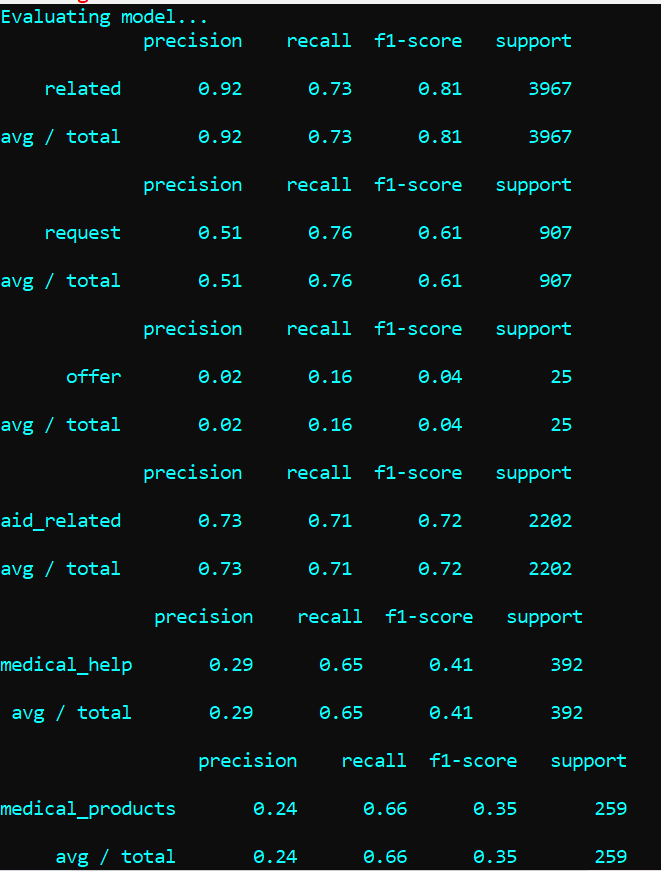 Evaluating model...
precision recall f1-score support
related 0.92 0.73 0.81 3967
avg / total 0.92 0.73 0.81 3967
precision recall f1-score support
request 0.51 0.76 0.61 907
avg / total 0.51 0.76 0.61 907
precision recall f1-score support
offer 0.02 0.16 0.04 25
avg / total 0.02 0.16 0.04 25
precision recall f1-score support
aid_related 0.73 0.71 0.72 2202
avg / total 0.73 0.71 0.72 2202
precision recall f1-score support
medical_help 0.29 0.65 0.41 392
avg / total 0.29 0.65 0.41 392
precision recall f1-score support
medical_products 0.24 0.66 0.35 259
avg / total 0.24 0.66 0.35 259